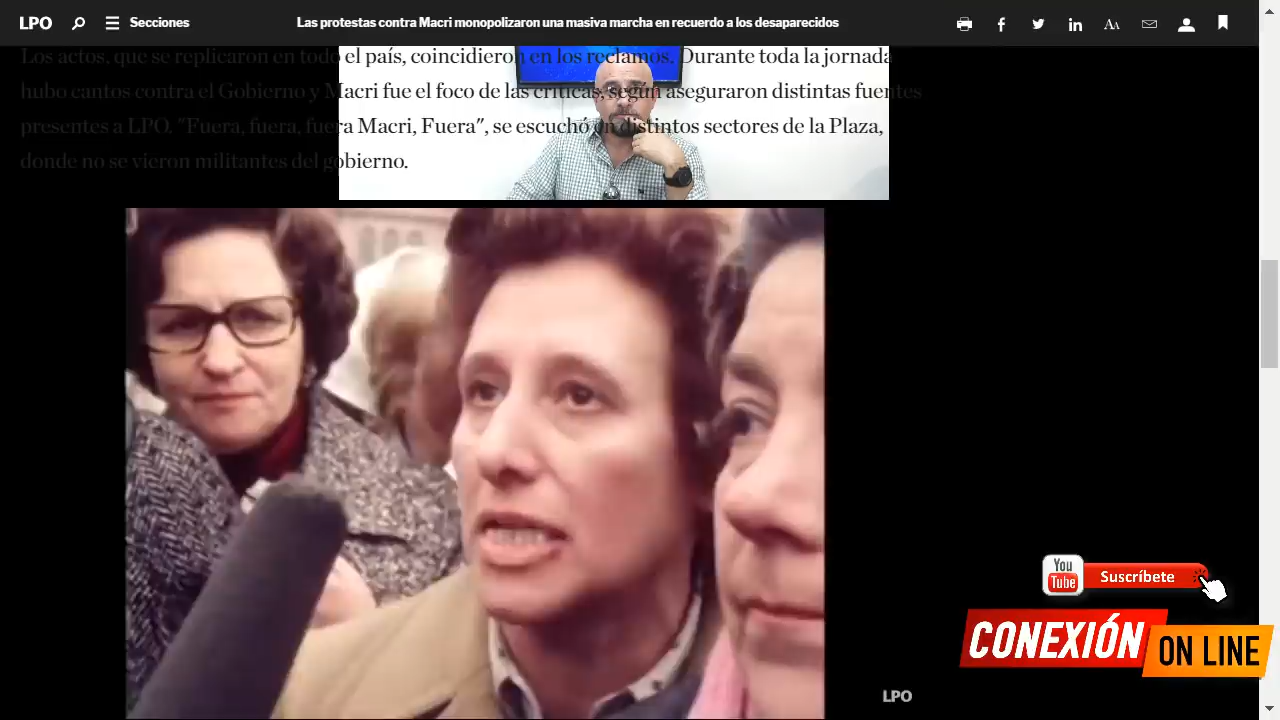 LPO
Secciones
Las protestas contra Macri monopolizaron una masiva marcha en recuerdo a los desaparecidos
AA
Los actos, que se replicaron en todo el país, coincidieron en los reclamos. Durante toda la jornada
hubo cantos contra el Gobierno y Macri fue el foco de las críticas, según aseguraron distintas fuentes
presentes a LPO. "Fuera, fuera, fuera Macri, Fuera", se escuchó en distintos sectores de la Plaza,
donde no se vieron militantes del gobierno.
You
Tube
Suscríbete
CONEXIÓN
ON LINE
LPO